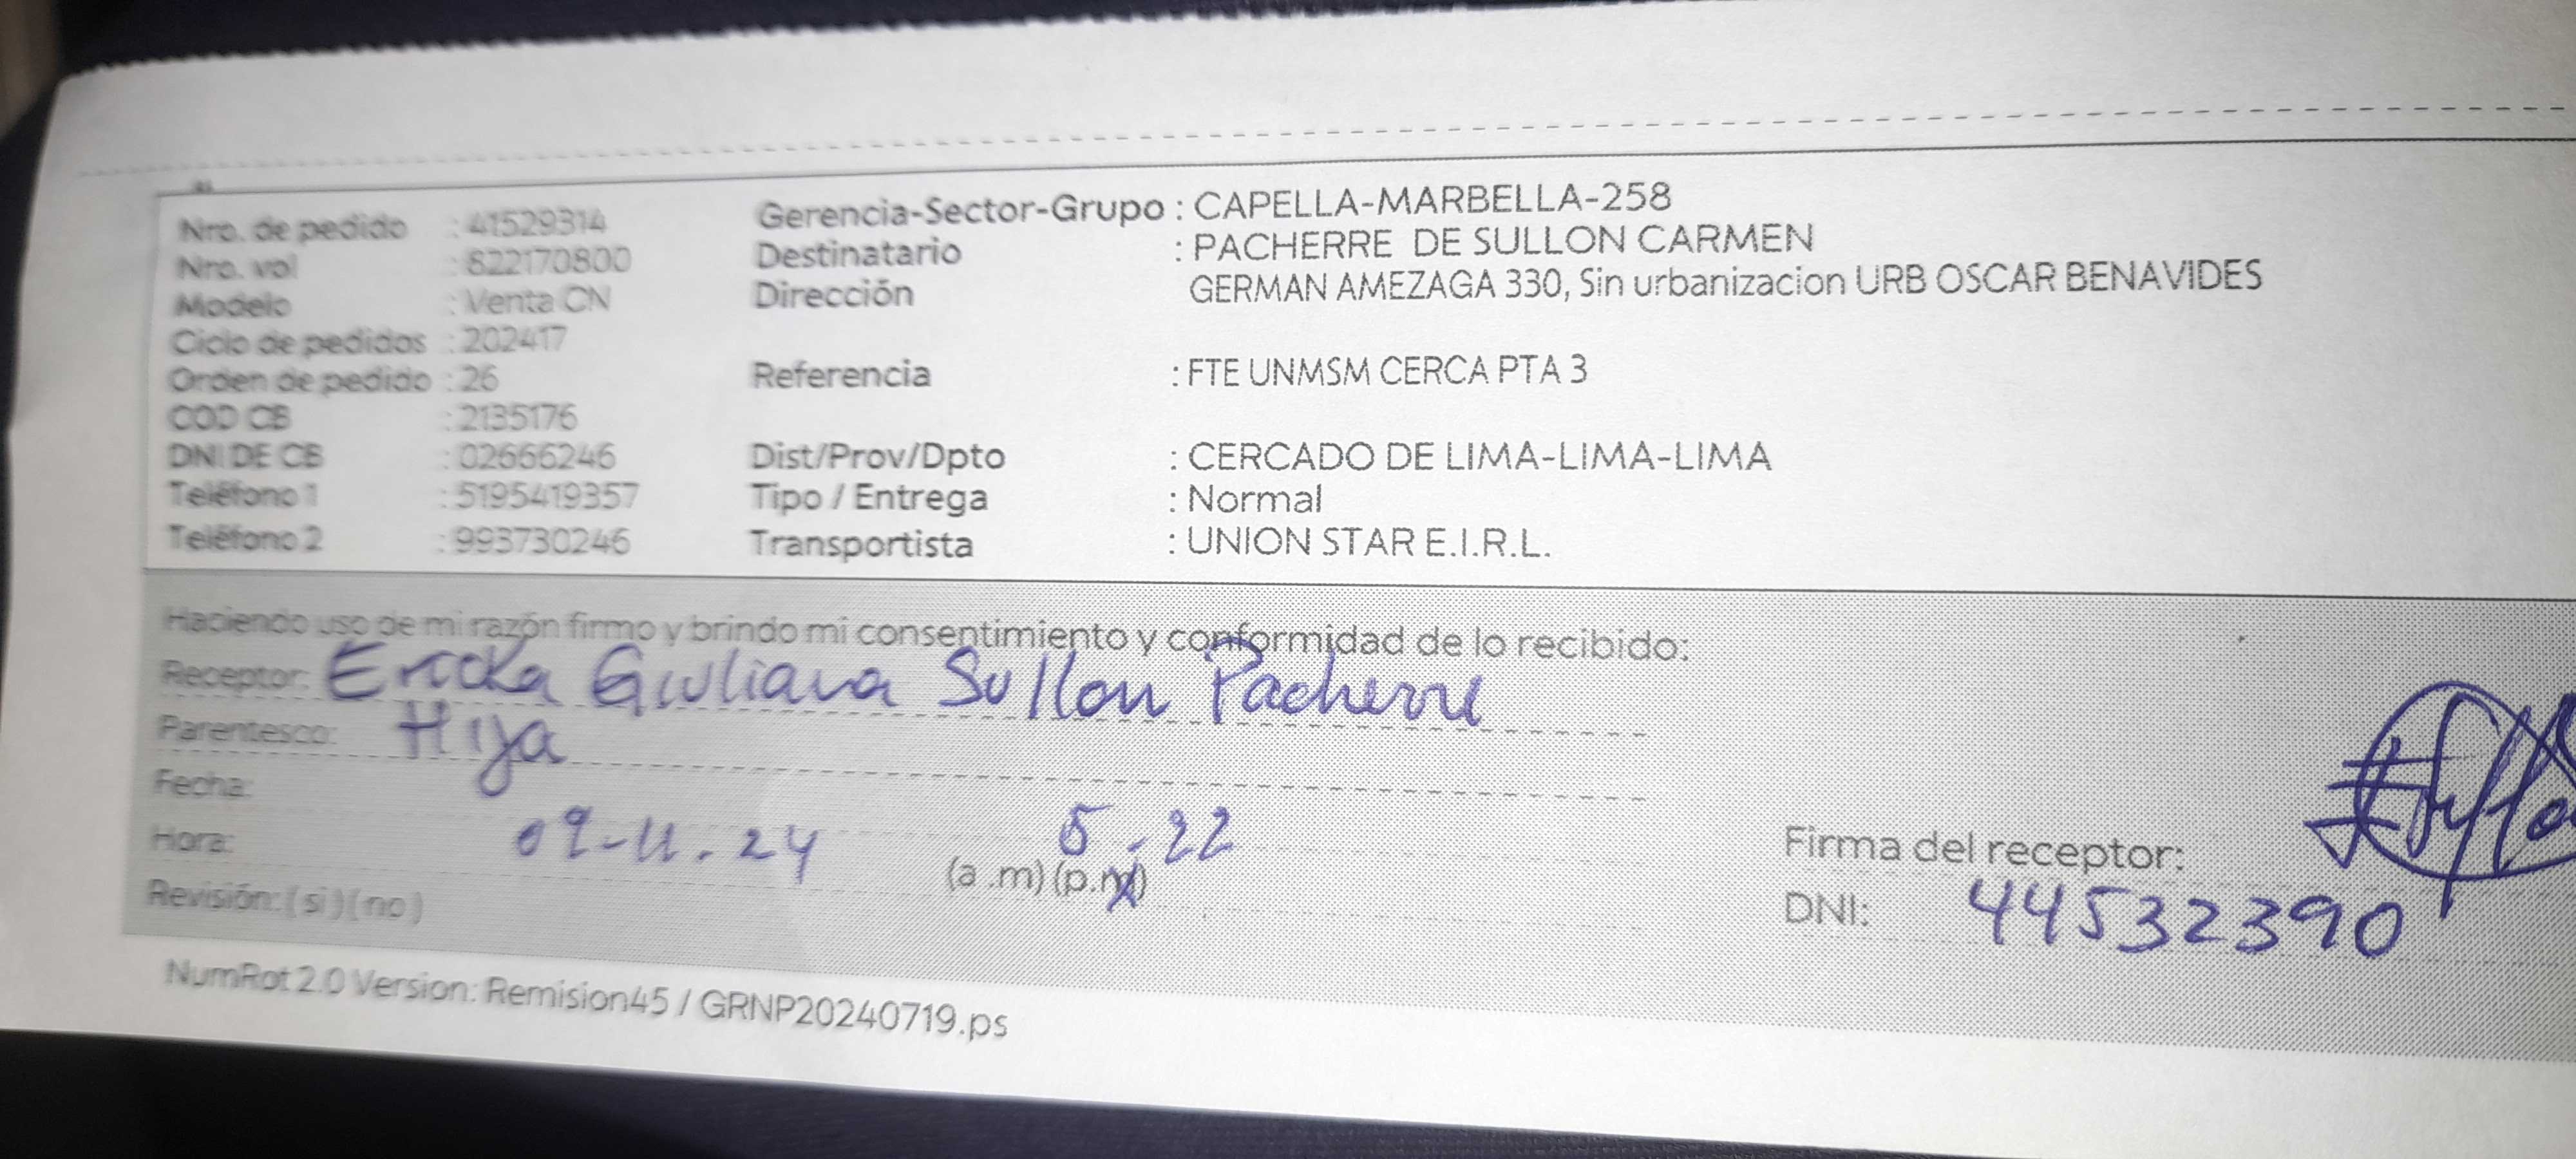 Nro. de pedido : 41529314
Nro. vol : 822170800
Modelo : Venta CN
Ciclo de pedidos : 202417
Orden de pedido : 26
COD CB : 2135176
DNI DE CB : 02666246
Teléfono 1 : 5195419357
Teléfono 2 : 993730246
Gerencia-Sector-Grupo : CAPELLA-MARBELLA-258
Destinatario : PACHERRE DE SULLON CARMEN
Dirección GERMAN AMEZAGA 330, Sin urbanizacion URB OSCAR BENAVIDES
Referencia : FTE UNMSM CERCA PTA 3
Dist/Prov/Dpto : CERCADO DE LIMA-LIMA-LIMA
Tipo / Entrega : Normal
Transportista : UNION STAR E.I.R.L.
Haciendo uso de mi razón firmo y brindo mi consentimiento y conformidad de lo recibido:
Receptor: Ericka Giuliana Sullon Pacherre
Parentesco: Hija
Fecha:
Hora: 09-11.24 5.22
(a .m) (p.m)
Revisión: ( si ) ( no )
Firma del receptor:
DNI: 44532390
NumRot 2.0 Version: Remision45 / GRNP20240719.ps